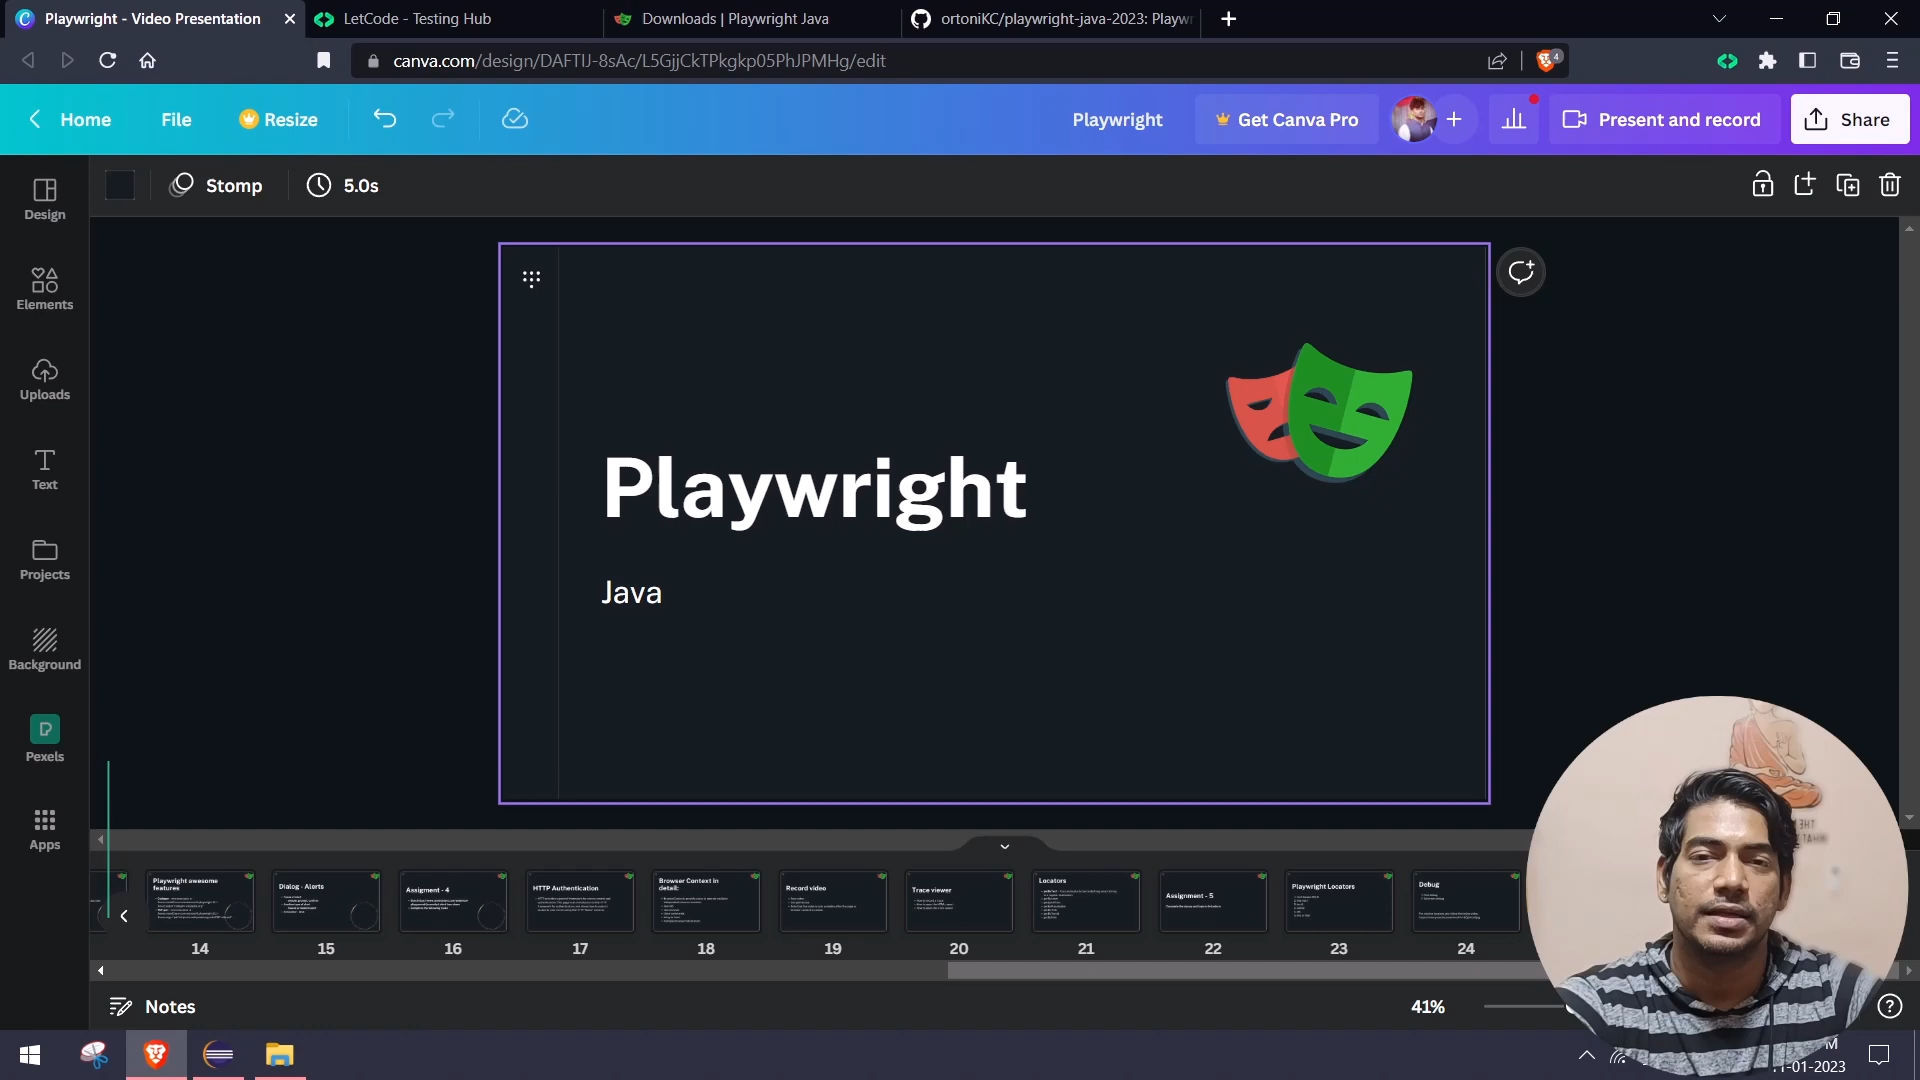 Playwright - Video Presentation
LetCode - Testing Hub
Downloads | Playwright Java
ortoniKC/playwright-java-2023: Playwr
canva.com/design/DAFTIJ-8sAc/L5GjjCkTPkgkp05PhJPMHg/edit
4
Home
File
Resize
Playwright
Get Canva Pro
Present and record
Share
Stomp
5.0s
Design
Elements
Uploads
Text
Projects
Background
Pexels
Apps
Playwright
Java
Playwright awesome
features
Dialog - Alerts
Assigment - 4
HTTP Authentication
Browser Context in
detail:
Record video
Trace viewer
Locators
Assignment - 5
Playwright Locators
Debug
14
15
16
17
18
19
20
21
22
23
24
Notes
41%
-01-2023